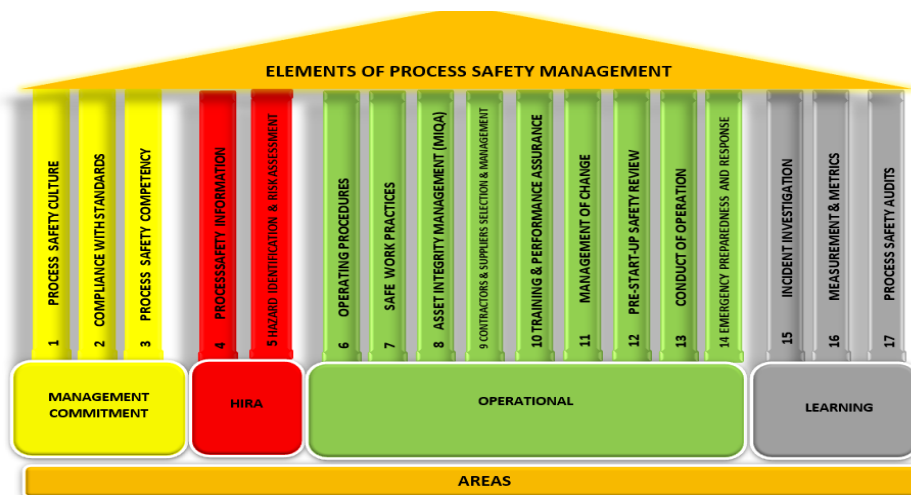 ELEMENTS OF PROCESS SAFETY MANAGEMENT
1 PROCESS SAFETY CULTURE
2 COMPLIANCE WITH STANDARDS
3 PROCESS SAFETY COMPETENCY
4 PROCESSSAFETY INFORMATION
5 HAZARD IDENTIFICATION & RISK ASSESSMENT
6 OPERATING PROCEDURES
7 SAFE WORK PRACTICES
8 ASSET INTEGRITY MANAGEMENT (MIQA)
9 CONTRACTORS & SUPPLIERS SELECTION & MANAGEMENT
10 TRAINING & PERFORMANCE ASSURANCE
11 MANAGEMENT OF CHANGE
12 PRE-START-UP SAFETY REVIEW
13 CONDUCT OF OPERATION
14 EMERGENCY PREPAREDNESS AND RESPONSE
15 INCIDENT INVESTIGATION
16 MEASUREMENT & METRICS
17 PROCESS SAFETY AUDITS
MANAGEMENT
COMMITMENT
HIRA
OPERATIONAL
LEARNING
AREAS